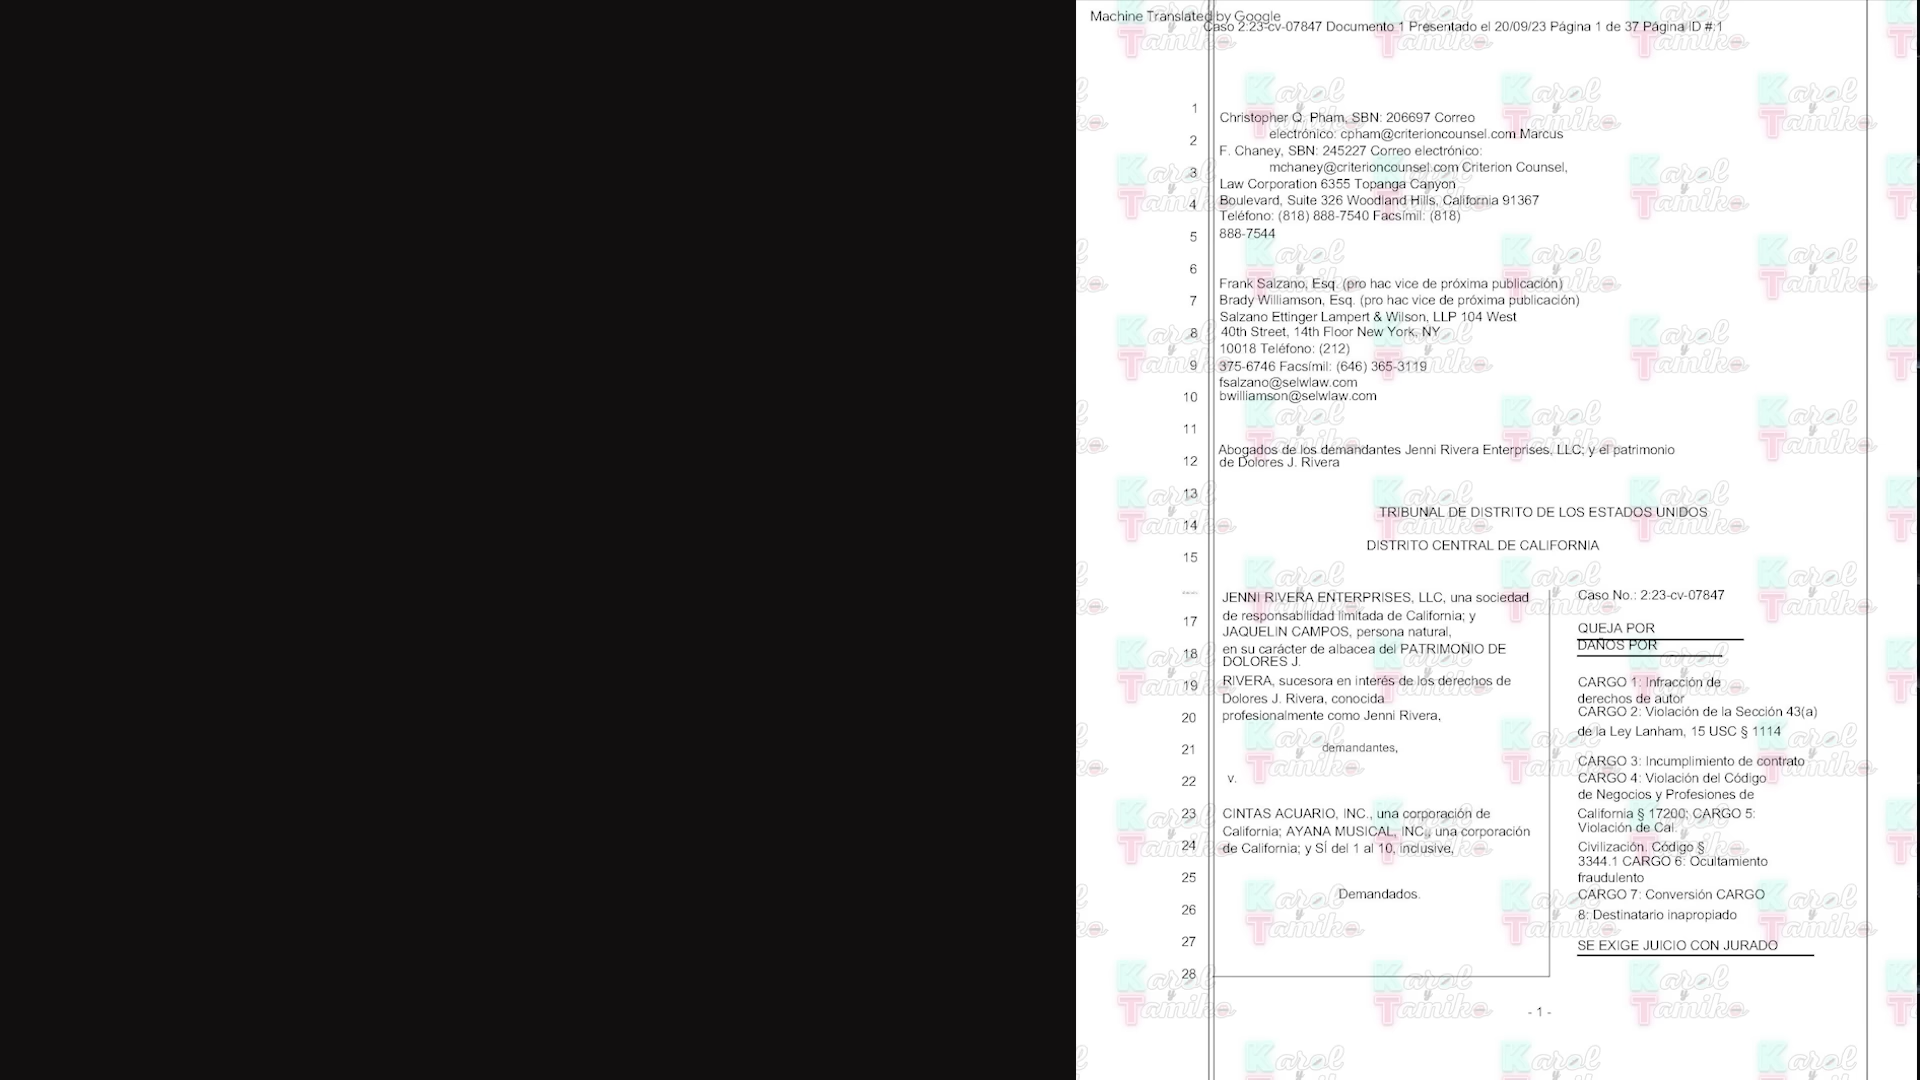 Machine Translated by Google
Caso 2:23-cv-07847 Documento 1 Presentado el 20/09/23 Página 1 de 37 Página ID #:1
1
Christopher Q. Pham, SBN: 206697 Correo
electrónico: cpham@criterioncounsel.com Marcus
2
F. Chaney, SBN: 245227 Correo electrónico:
mchaney@criterioncounsel.com Criterion Counsel,
3
Law Corporation 6355 Topanga Canyon
Boulevard, Suite 326 Woodland Hills, California 91367
4
Teléfono: (818) 888-7540 Facsímil: (818)
888-7544
5
6
Frank Salzano, Esq. (pro hac vice de próxima publicación)
Brady Williamson, Esq. (pro hac vice de próxima publicación)
7
Salzano Ettinger Lampert & Wilson, LLP 104 West
40th Street, 14th Floor New York, NY
8
10018 Teléfono: (212)
375-6746 Facsímil: (646) 365-3119
9
fsalzano@selwlaw.com
bwilliamson@selwlaw.com
10
11
Abogados de los demandantes Jenni Rivera Enterprises, LLC; y el patrimonio
de Dolores J. Rivera
12
13
TRIBUNAL DE DISTRITO DE LOS ESTADOS UNIDOS
14
DISTRITO CENTRAL DE CALIFORNIA
15
JENNI RIVERA ENTERPRISES, LLC, una sociedad
de responsabilidad limitada de California; y
17
JAQUELIN CAMPOS, persona natural,
en su carácter de albacea del PATRIMONIO DE
18
DOLORES J.
RIVERA, sucesora en interés de los derechos de
19
Dolores J. Rivera, conocida
profesionalmente como Jenni Rivera,
20
demandantes,
21
v.
22
CINTAS ACUARIO, INC., una corporación de
23
California; AYANA MUSICAL, INC., una corporación
de California; y SÍ del 1 al 10, inclusive,
24
25
Demandados.
26
27
28
Caso No.: 2:23-cv-07847
QUEJA POR
DAÑOS POR
CARGO 1: Infracción de
derechos de autor
CARGO 2: Violación de la Sección 43(a)
de la Ley Lanham, 15 USC § 1114
CARGO 3: Incumplimiento de contrato
CARGO 4: Violación del Código
de Negocios y Profesiones de
California § 17200; CARGO 5:
Violación de Cal.
Civilización. Código §
3344.1 CARGO 6: Ocultamiento
fraudulento
CARGO 7: Conversión CARGO
8: Destinatario inapropiado
SE EXIGE JUICIO CON JURADO
- 1 -
Karol
y
Tamiko